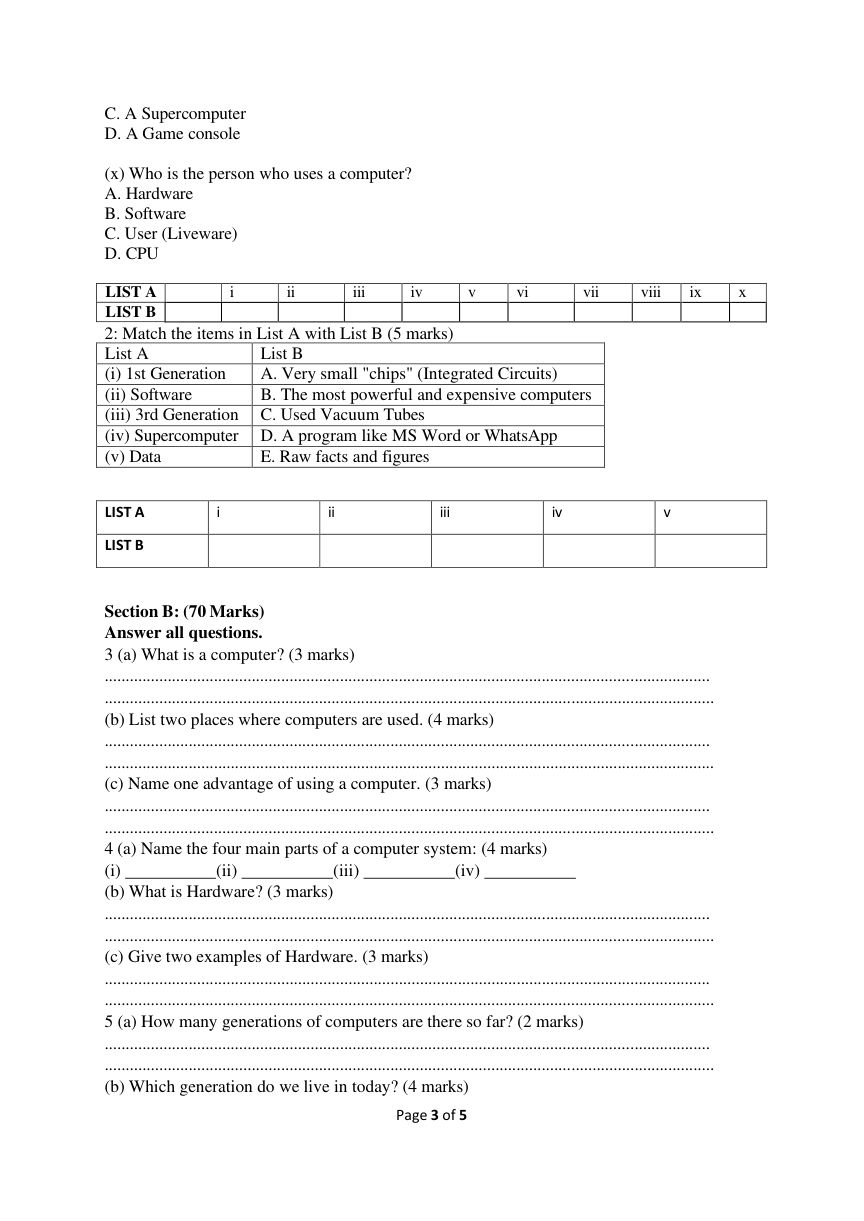 C. A Supercomputer
D. A Game console
(x) Who is the person who uses a computer?
A. Hardware
B. Software
C. User (Liveware)
D. CPU
LIST A i ii iii iv v vi vii viii ix x
LIST B
2: Match the items in List A with List B (5 marks)
List A List B
(i) 1st Generation A. Very small "chips" (Integrated Circuits)
(ii) Software B. The most powerful and expensive computers
(iii) 3rd Generation C. Used Vacuum Tubes
(iv) Supercomputer D. A program like MS Word or WhatsApp
(v) Data E. Raw facts and figures
LIST A i ii iii iv v
LIST B
Section B: (70 Marks)
Answer all questions.
3 (a) What is a computer? (3 marks)
................................................................................................................................................
.................................................................................................................................................
(b) List two places where computers are used. (4 marks)
................................................................................................................................................
.................................................................................................................................................
(c) Name one advantage of using a computer. (3 marks)
................................................................................................................................................
.................................................................................................................................................
4 (a) Name the four main parts of a computer system: (4 marks)
(i) ___________(ii) ___________(iii) ___________(iv) ___________
(b) What is Hardware? (3 marks)
................................................................................................................................................
.................................................................................................................................................
(c) Give two examples of Hardware. (3 marks)
................................................................................................................................................
.................................................................................................................................................
5 (a) How many generations of computers are there so far? (2 marks)
................................................................................................................................................
.................................................................................................................................................
(b) Which generation do we live in today? (4 marks)
Page 3 of 5